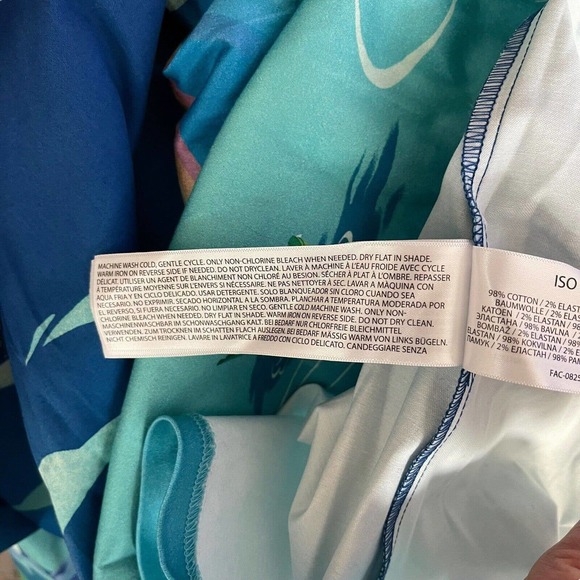 MACHINE WASH COLD, GENTLE CYCLE. ONLY NON-CHLORINE BLEACH WHEN NEEDED. DRY FLAT IN SHADE.
WARM IRON ON REVERSE SIDE IF NEEDED. DO NOT DRYCLEAN. LAVER À MACHINE À L'EAU FROIDE AVEC CYCLE
DELICAT. UTILISER UN AGENT DE BLANCHIMENT NON CHLORÉ AU BESION. SÉCHER À PLAT À L'OMBRE. REPASSER
À TEMPÉRATURE MOYENNE SUR L'ENVERS SI NÉCESSAIRE. NE PAS NETTOYER À SEC. LAVAR A MÁQUINA CON
AQUA FRIA Y EN CICLO DELICADO. USAR DETERGENTE. SOLO BLANQUEADOR SIN CLORO CUANDO SEA
NECESARIO. NO EXPRIMIR. SECADO HORIZONTAL A LA SOMBRA. PLANCHAR A TEMPERATURA MODERADA POR
EL REVERSO, SI FUERA NECESARIO. NO LIMPAR EN SÉCO. GENTLE COLD MACHINE WASH. ONLY NON-
CHLORINE BLEACH WHEN NEEDED. DRY FLAT IN SHADE. WARM IRON ON REVERSE SIDE. DO NOT DRY CLEAN.
MASCHINENWASCHBAR IM SCHONWASCHGANG KALT. BEI BEDARF NUR CHLORFREIE BLEICHMITTEL
VERWENDEN. ZUM TROCKNEN IM SCHATTEN FLACH AUSLEGEN. BEI BEDARF MÄSSIG WARM VON LINKS BÜGELN.
NICHT CHEMISCH REINIGEN. LAVARE IN LAVATRICE A FREDDO CON CICLO DELICATO. CANDEGGIARE SENZA
ISO
98% COTTON / 2% ELAST
BAUMWOLLE / 2% ELAST
KATOEN / 2% ELASTAN / 98%
ЭЛАСТАНА / 98% BAVLNA
BOMBAŽ / 2% ELASTAN / 98%
ELASTAN / 98% KOKVILNA / 2% ELA
ПАМУК / 2% ЕЛАСТАН / 98% PAM
FAC-0825